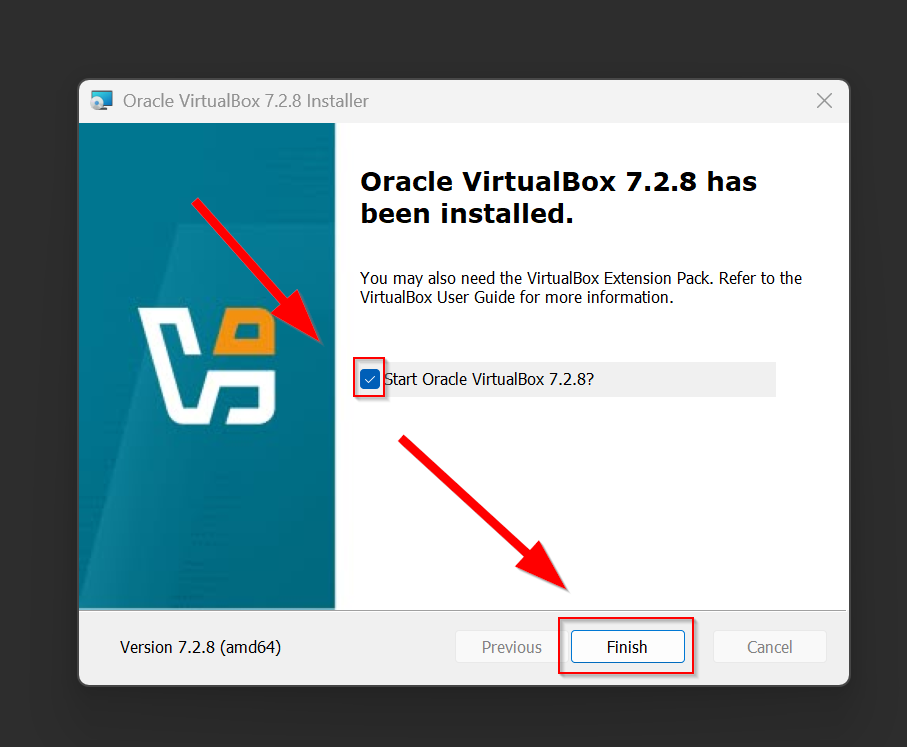 Oracle VirtualBox 7.2.8 Installer
Oracle VirtualBox 7.2.8 has
been installed.
You may also need the VirtualBox Extension Pack. Refer to the
VirtualBox User Guide for more information.
Start Oracle VirtualBox 7.2.8?
Version 7.2.8 (amd64)
Previous
Finish
Cancel